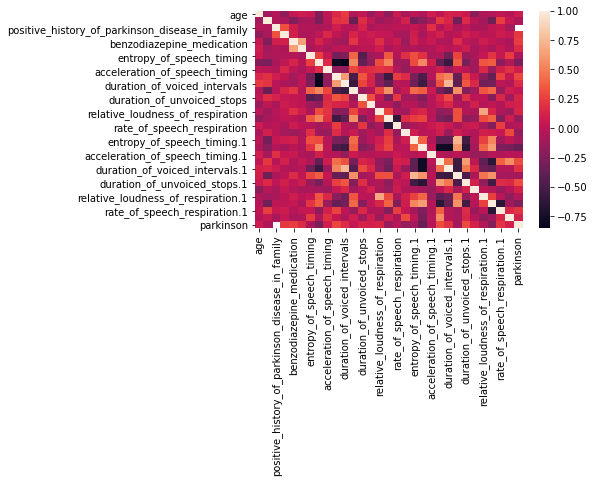 age
positive_history_of_parkinson_disease_in_family
benzodiazepine_medication
entropy_of_speech_timing
acceleration_of_speech_timing
duration_of_voiced_intervals
duration_of_unvoiced_stops
relative_loudness_of_respiration
rate_of_speech_respiration
entropy_of_speech_timing.1
acceleration_of_speech_timing.1
duration_of_voiced_intervals.1
duration_of_unvoiced_stops.1
relative_loudness_of_respiration.1
rate_of_speech_respiration.1
parkinson
age
positive_history_of_parkinson_disease_in_family
benzodiazepine_medication
entropy_of_speech_timing
acceleration_of_speech_timing
duration_of_voiced_intervals
duration_of_unvoiced_stops
relative_loudness_of_respiration
rate_of_speech_respiration
entropy_of_speech_timing.1
acceleration_of_speech_timing.1
duration_of_voiced_intervals.1
duration_of_unvoiced_stops.1
relative_loudness_of_respiration.1
rate_of_speech_respiration.1
parkinson
1.00
0.75
0.50
0.25
0.00
−0.25
−0.50
−0.75